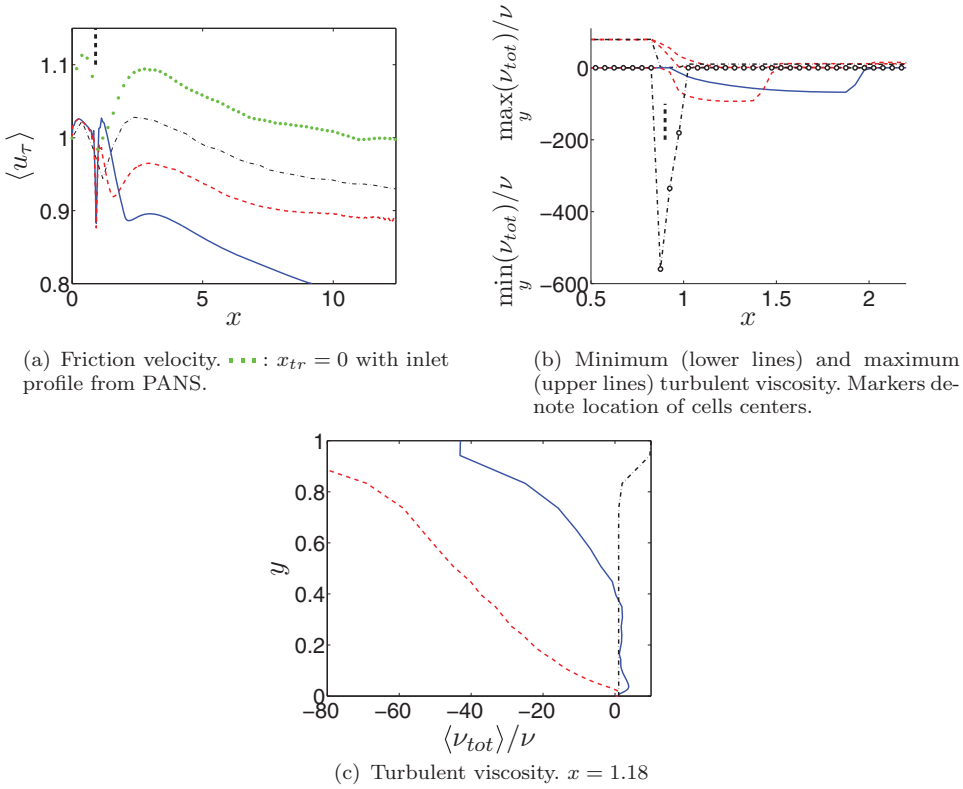 1.1
1
0.9
0.8
⟨u_τ⟩
0 5 10
x
0
−200
−400
−600
max_y(ν_tot)/ν
min_y(ν_tot)/ν
0.5 1 1.5 2
x
(a) Friction velocity. : x_tr = 0 with inlet
profile from PANS.
(b) Minimum (lower lines) and maximum
(upper lines) turbulent viscosity. Markers de-
note location of cells centers.
1
0.8
0.6
0.4
0.2
0
y
−80 −60 −40 −20 0
⟨ν_tot⟩/ν
(c) Turbulent viscosity. x = 1.18